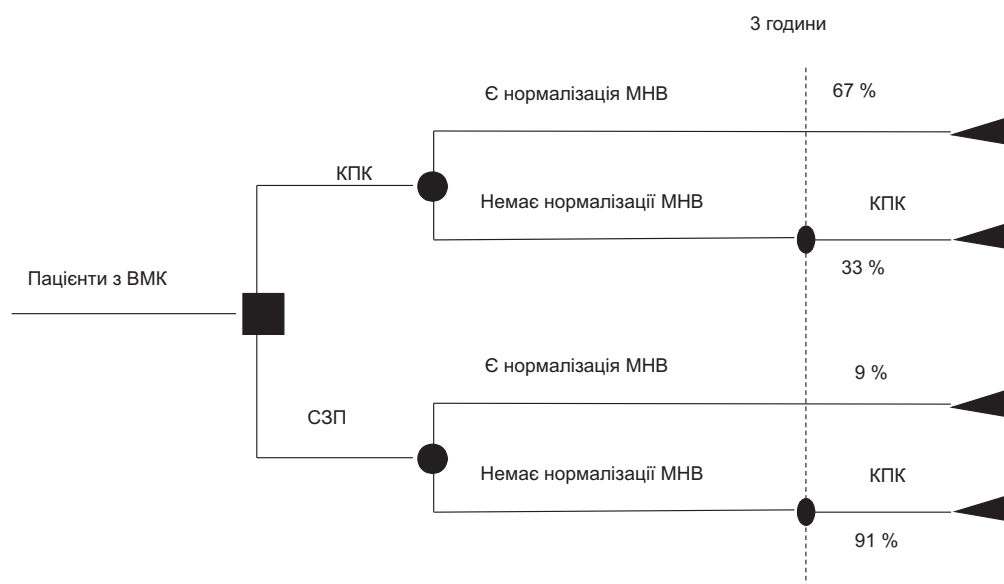 3 години
Є нормалізація МНВ
67 %
КПК
Немає нормалізації МНВ
КПК
33 %
Пацієнти з ВМК
Є нормалізація МНВ
9 %
СЗП
Немає нормалізації МНВ
КПК
91 %